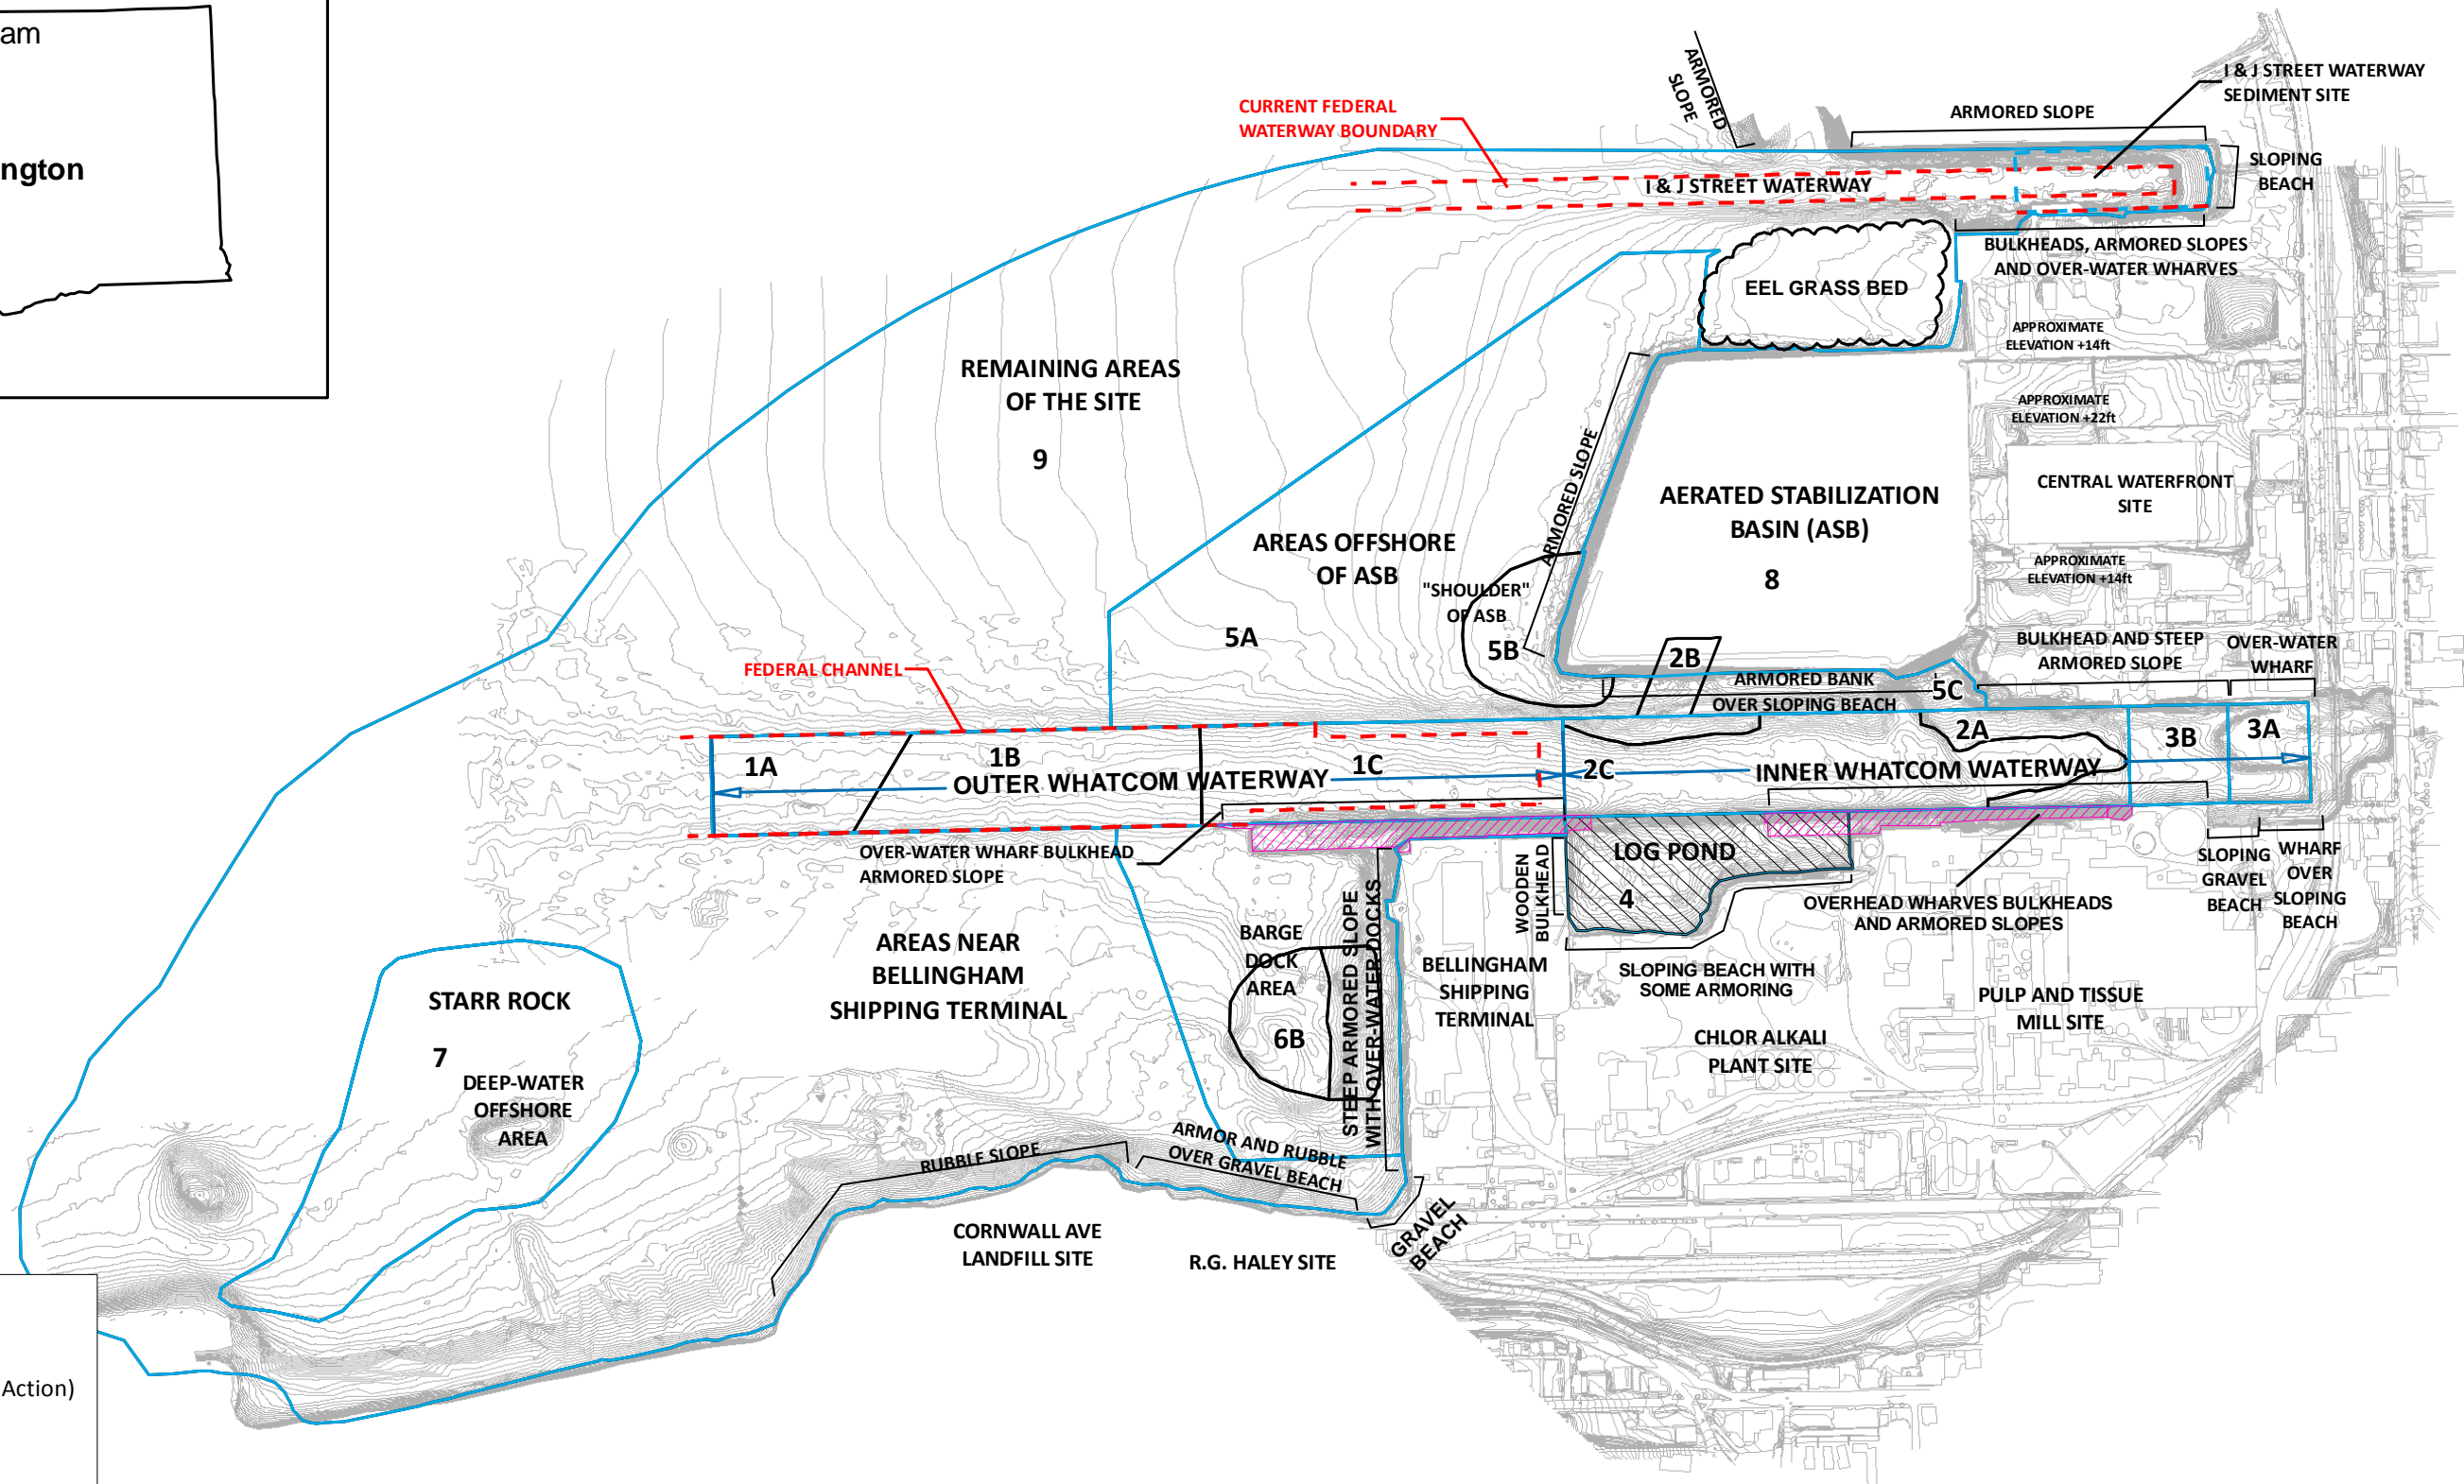 am
ngton
Action)
ARMORED
SLOPE
I & J STREET WATERWAY
SEDIMENT SITE
CURRENT FEDERAL
WATERWAY BOUNDARY
ARMORED SLOPE
SLOPING
BEACH
I & J STREET WATERWAY
BULKHEADS, ARMORED SLOPES
AND OVER-WATER WHARVES
EEL GRASS BED
APPROXIMATE
ELEVATION +14ft
REMAINING AREAS
OF THE SITE
9
APPROXIMATE
ELEVATION +22ft
ARMORED SLOPE
AERATED STABILIZATION
BASIN (ASB)
8
CENTRAL WATERFRONT
SITE
AREAS OFFSHORE
OF ASB
5A
"SHOULDER"
OF ASB
5B
APPROXIMATE
ELEVATION +14ft
2B
BULKHEAD AND STEEP
ARMORED SLOPE
OVER-WATER
WHARF
FEDERAL CHANNEL
ARMORED BANK
OVER SLOPING BEACH
5C
1A
1B
OUTER WHATCOM WATERWAY
1C
2C
INNER WHATCOM WATERWAY
2A
3B
3A
OVER-WATER WHARF BULKHEAD
ARMORED SLOPE
LOG POND
4
WOODEN
BULKHEAD
SLOPING
GRAVEL
BEACH
WHARF
OVER
SLOPING
BEACH
OVERHEAD WHARVES BULKHEADS
AND ARMORED SLOPES
AREAS NEAR
BELLINGHAM
SHIPPING TERMINAL
BARGE
DOCK
AREA
6B
STEEP ARMORED SLOPE
WITH OVER-WATER DOCKS
BELLINGHAM
SHIPPING
TERMINAL
SLOPING BEACH WITH
SOME ARMORING
PULP AND TISSUE
MILL SITE
CHLOR ALKALI
PLANT SITE
STARR ROCK
7
DEEP-WATER
OFFSHORE
AREA
RUBBLE SLOPE
ARMOR AND RUBBLE
OVER GRAVEL BEACH
GRAVEL
BEACH
CORNWALL AVE
LANDFILL SITE
R.G. HALEY SITE